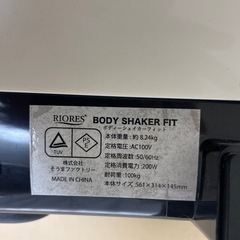 RIORES® BODY SHAKER FIT
ボディーシェイカーフィット
本体重量:約8.24kg
定格電圧:AC100V
定格周波数:50/60Hz
定格消費電力:200W
耐荷重:100kg
本体サイズ:561×314×145mm
TÜV
PSE
株式会社
そうまファクトリー
MADE IN CHINA